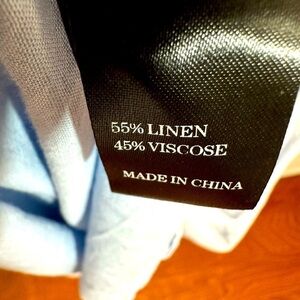 55% LINEN
45% VISCOSE
MADE IN CHINA